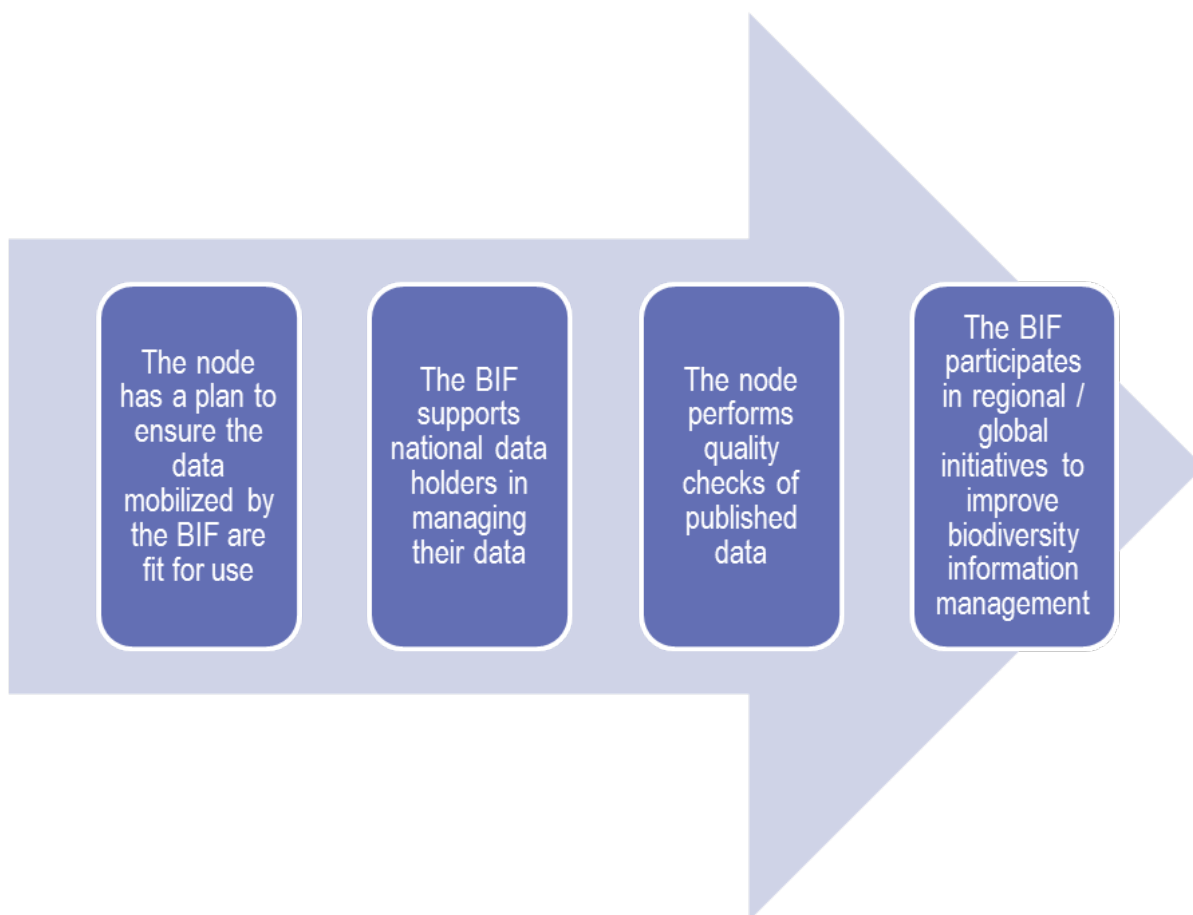 The node
has a plan to
ensure the
data
mobilized by
the BIF are
fit for use
The BIF
supports
national data
holders in
managing
their data
The node
performs
quality
checks of
published
data
The BIF
participates
in regional /
global
initiatives to
improve
biodiversity
information
management